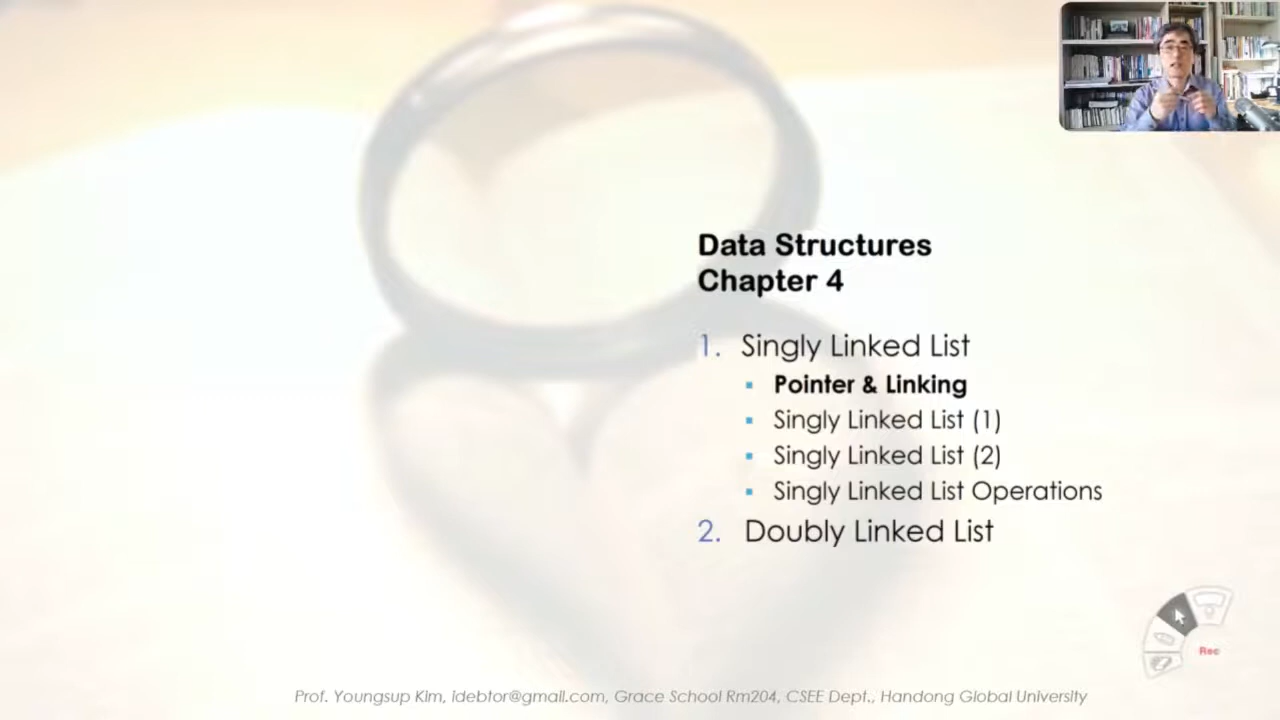 Data Structures
Chapter 4
1. Singly Linked List
▪ Pointer & Linking
▪ Singly Linked List (1)
▪ Singly Linked List (2)
▪ Singly Linked List Operations
2. Doubly Linked List
Rec
Prof. Youngsup Kim, idebtor@gmail.com, Grace School Rm204, CSEE Dept., Handong Global University